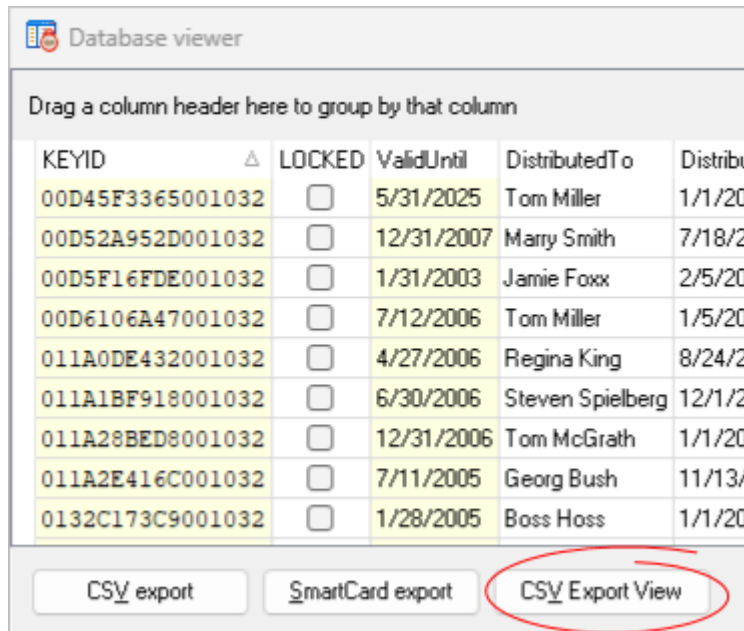 Database viewer
Drag a column header here to group by that column
KEYID LOCKED ValidUntil DistributedTo
00D45F3365001032 5/31/2025 Tom Miller
00D52A952D001032 12/31/2007 Marry Smith
00D5F16FDE001032 1/31/2003 Jamie Foxx
00D6106A47001032 7/12/2006 Tom Miller
011A0DE432001032 4/27/2006 Regina King
011A1BF918001032 6/30/2006 Steven Spielberg
011A28BED8001032 12/31/2006 Tom McGrath
011A2E416C001032 7/11/2005 Georg Bush
0132C173C9001032 1/28/2005 Boss Hoss
CSV export SmartCard export CSV Export View